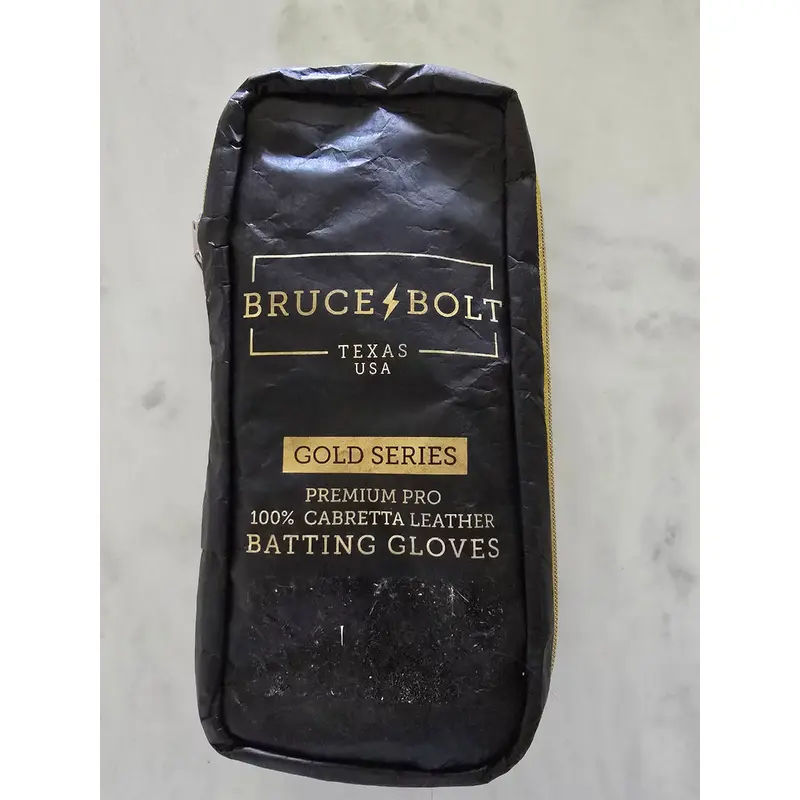 BRUCE BOLT
TEXAS
USA
GOLD SERIES
PREMIUM PRO
100% CABRETTA LEATHER
BATTING GLOVES